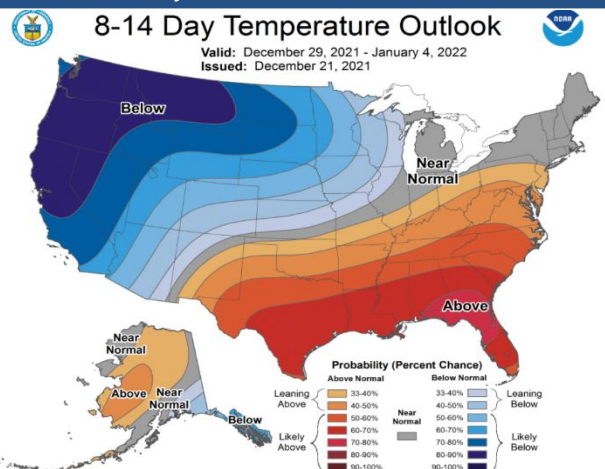 8-14 Day Temperature Outlook
Valid: December 29, 2021 - January 4, 2022
Issued: December 21, 2021
NOAA
Below
Near
Normal
Above
Near
Normal
Above
Near
Normal
Below
Probability (Percent Chance)
Above Normal
Below Normal
Leaning
Above
33-40%
40-50%
Likely
Above
50-60%
60-70%
70-80%
80-90%
90-100%
Near
Normal
33-40%
40-50%
50-60%
60-70%
70-80%
80-90%
90-100%
Leaning
Below
Likely
Below